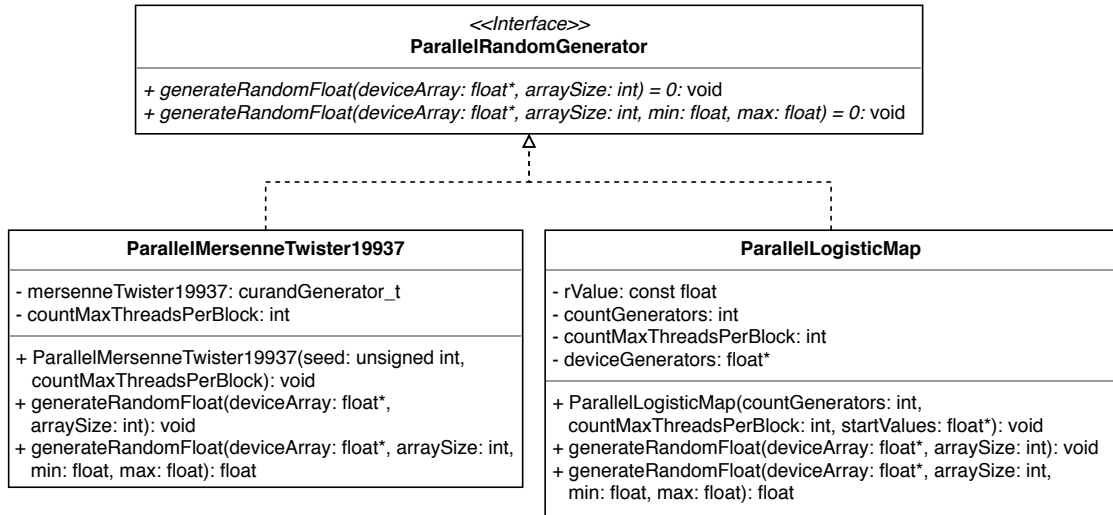 <<Interface>>
ParallelRandomGenerator
+ generateRandomFloat(deviceArray: float*, arraySize: int) = 0: void
+ generateRandomFloat(deviceArray: float*, arraySize: int, min: float, max: float) = 0: void
ParallelMersenneTwister19937
- mersenneTwister19937: curandGenerator_t
- countMaxThreadsPerBlock: int
+ ParallelMersenneTwister19937(seed: unsigned int,
countMaxThreadsPerBlock): void
+ generateRandomFloat(deviceArray: float*,
arraySize: int): void
+ generateRandomFloat(deviceArray: float*, arraySize: int,
min: float, max: float): float
ParallelLogisticMap
- rValue: const float
- countGenerators: int
- countMaxThreadsPerBlock: int
- deviceGenerators: float*
+ ParallelLogisticMap(countGenerators: int,
countMaxThreadsPerBlock: int, startValues: float*): void
+ generateRandomFloat(deviceArray: float*, arraySize: int): void
+ generateRandomFloat(deviceArray: float*, arraySize: int,
min: float, max: float): float